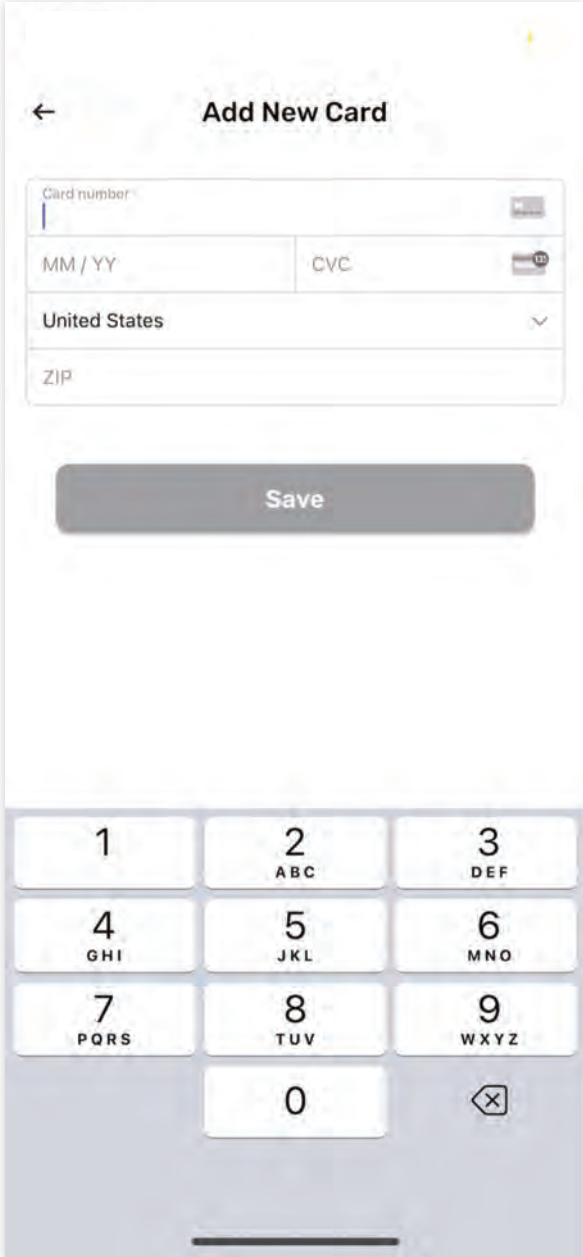 Add New Card
Card number
MM / YY
CVC
United States
ZIP
Save
1
2
ABC
3
DEF
4
GHI
5
JKL
6
MNO
7
PQRS
8
TUV
9
WXYZ
0